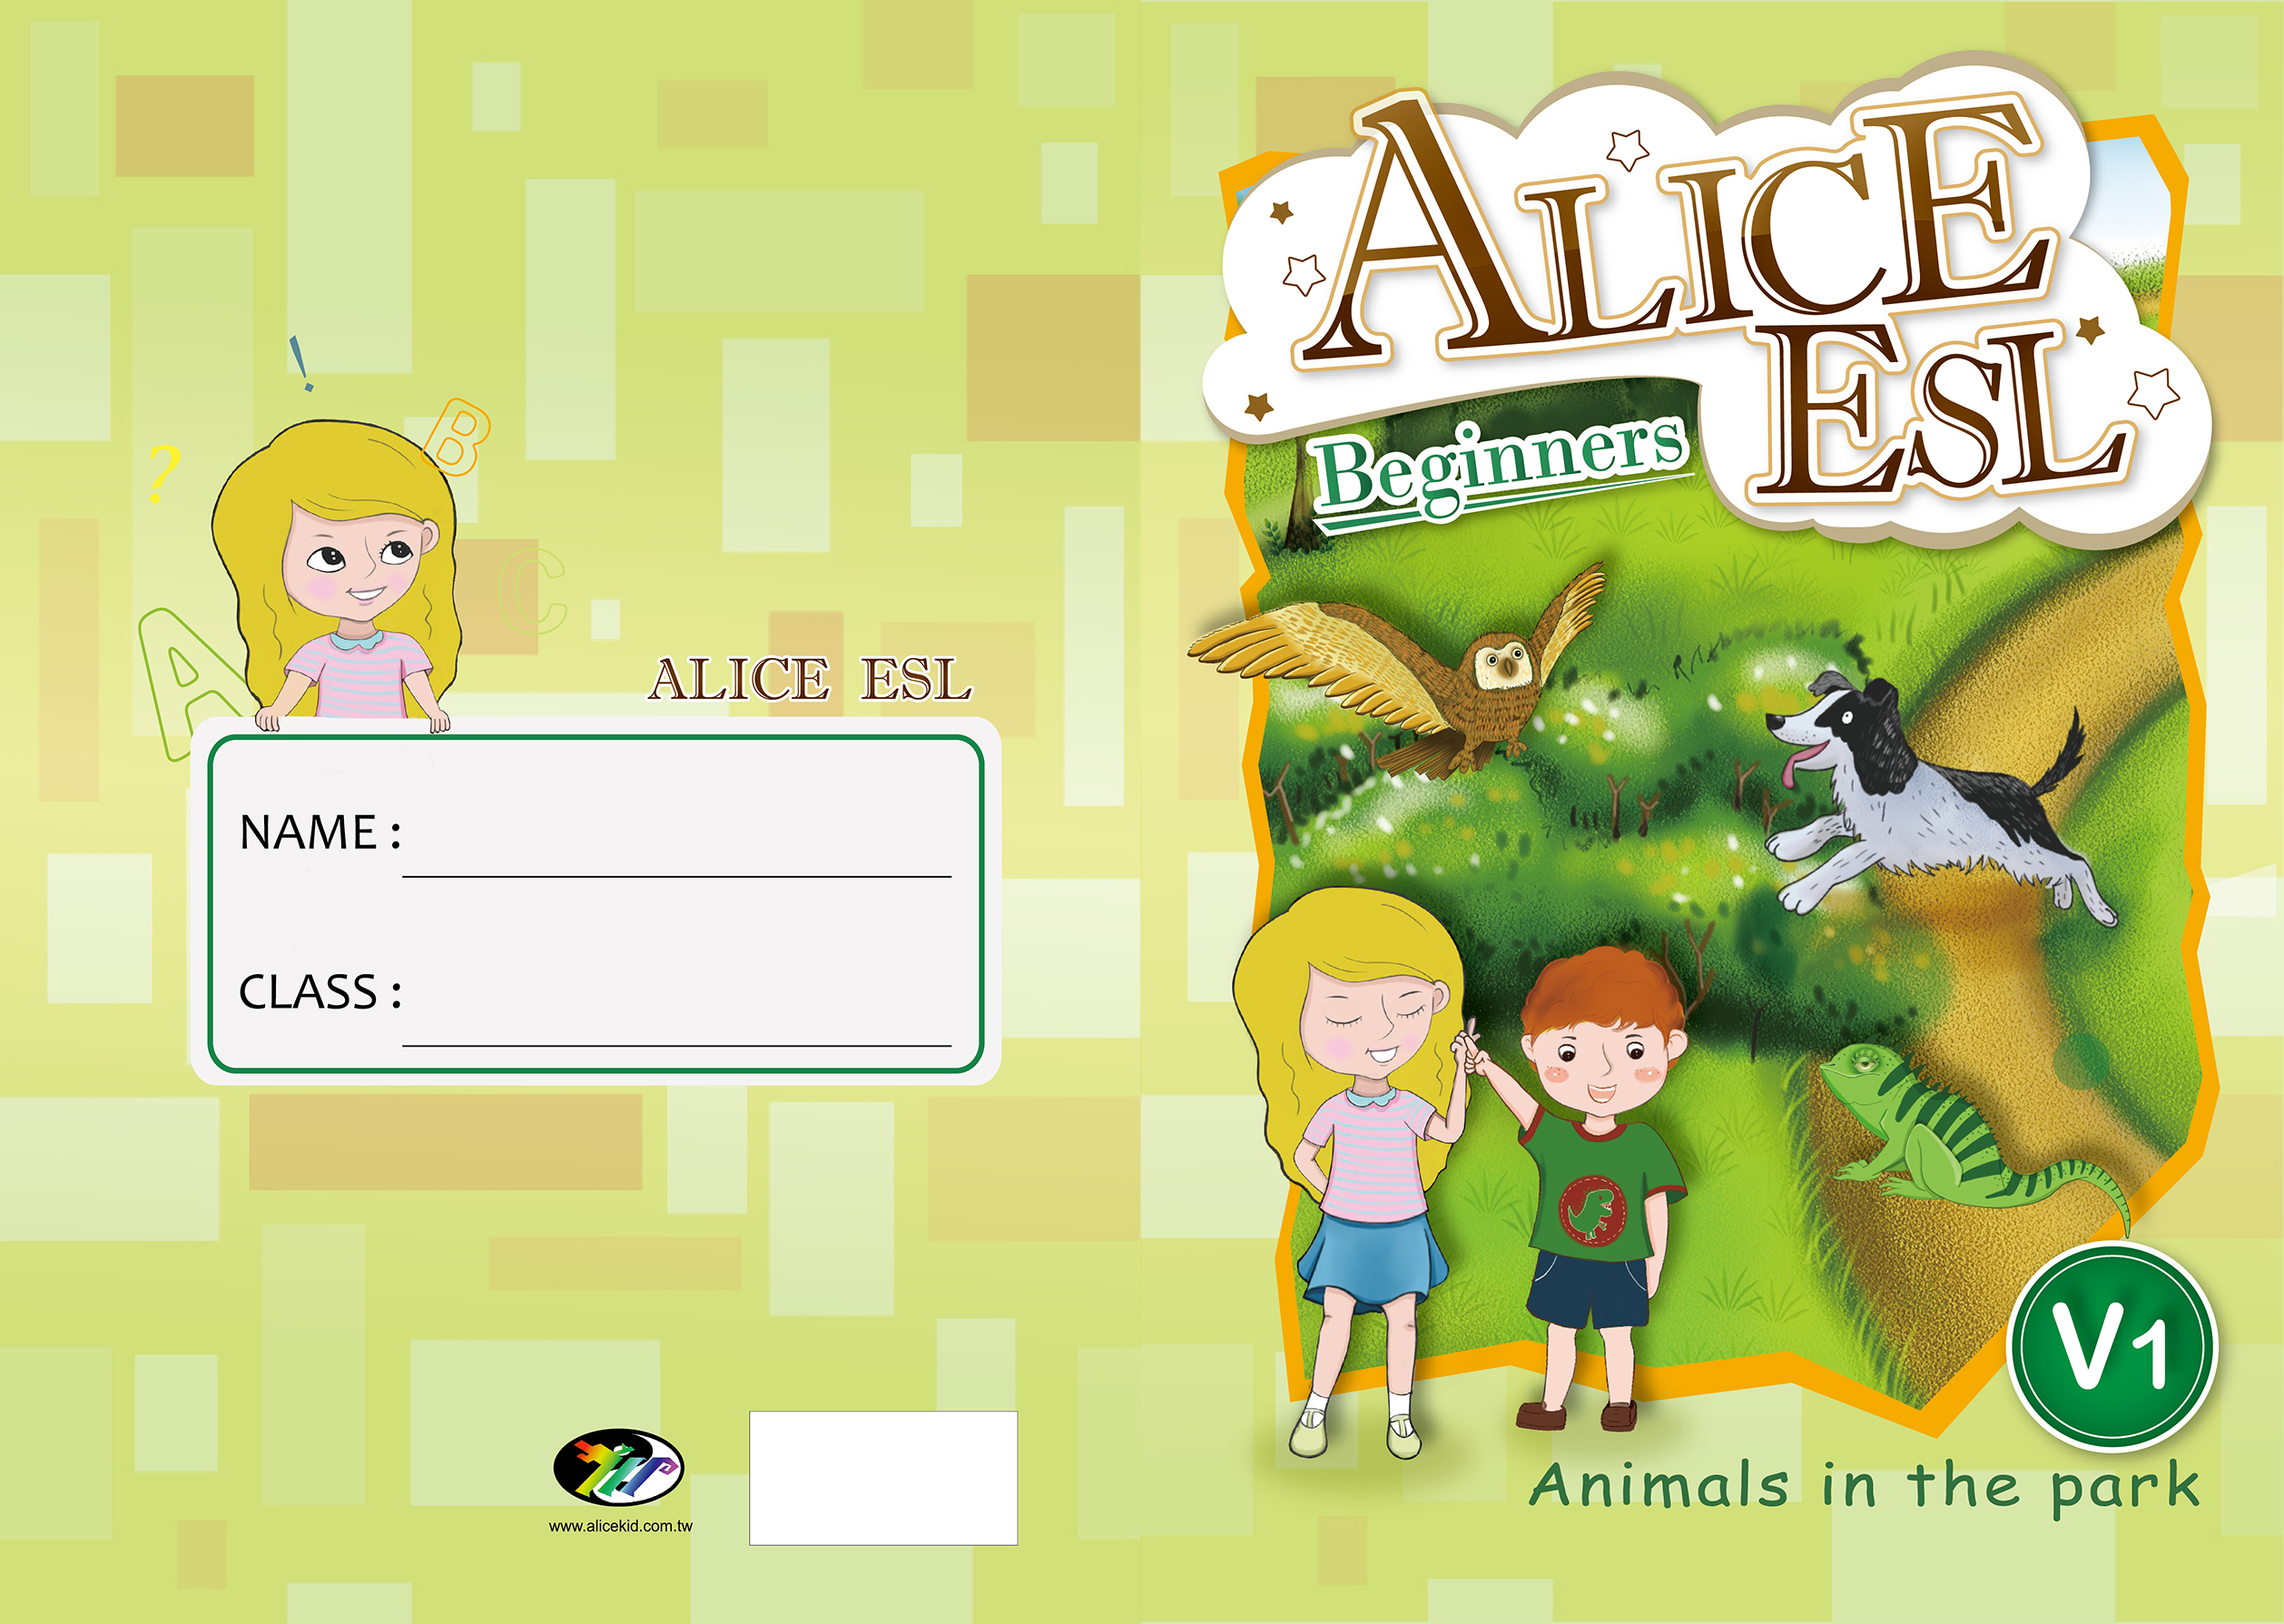 !
B
?
C
A
ALICE ESL
NAME :
CLASS :
www.alicekid.com.tw
ALICE
ESL
Beginners
V1
Animals in the park